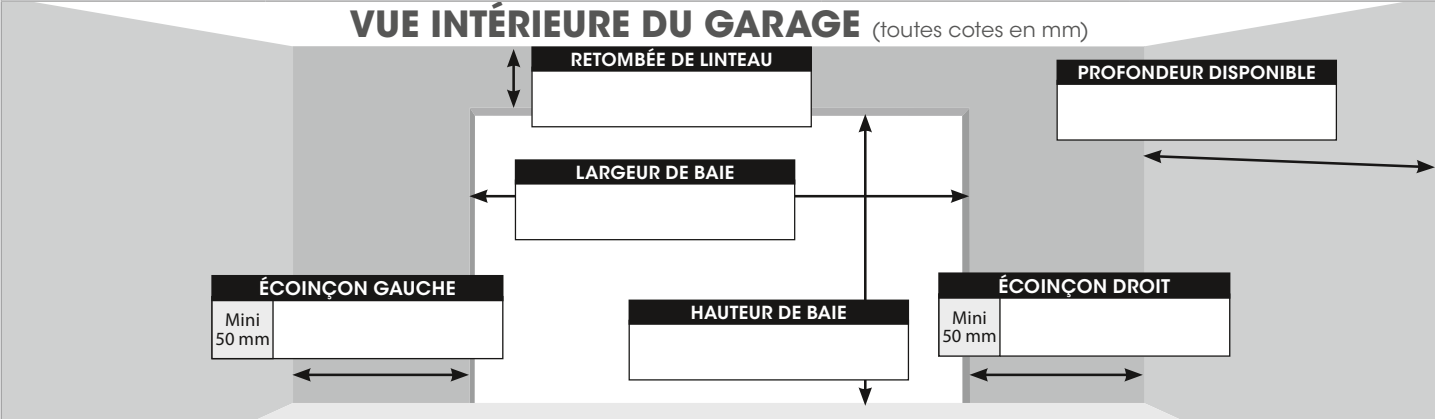 VUE INTÉRIEURE DU GARAGE (toutes cotes en mm)
RETOMBÉE DE LINTEAU
PROFONDEUR DISPONIBLE
LARGEUR DE BAIE
ÉCOINÇON GAUCHE
Mini
50 mm
HAUTEUR DE BAIE
ÉCOINÇON DROIT
Mini
50 mm